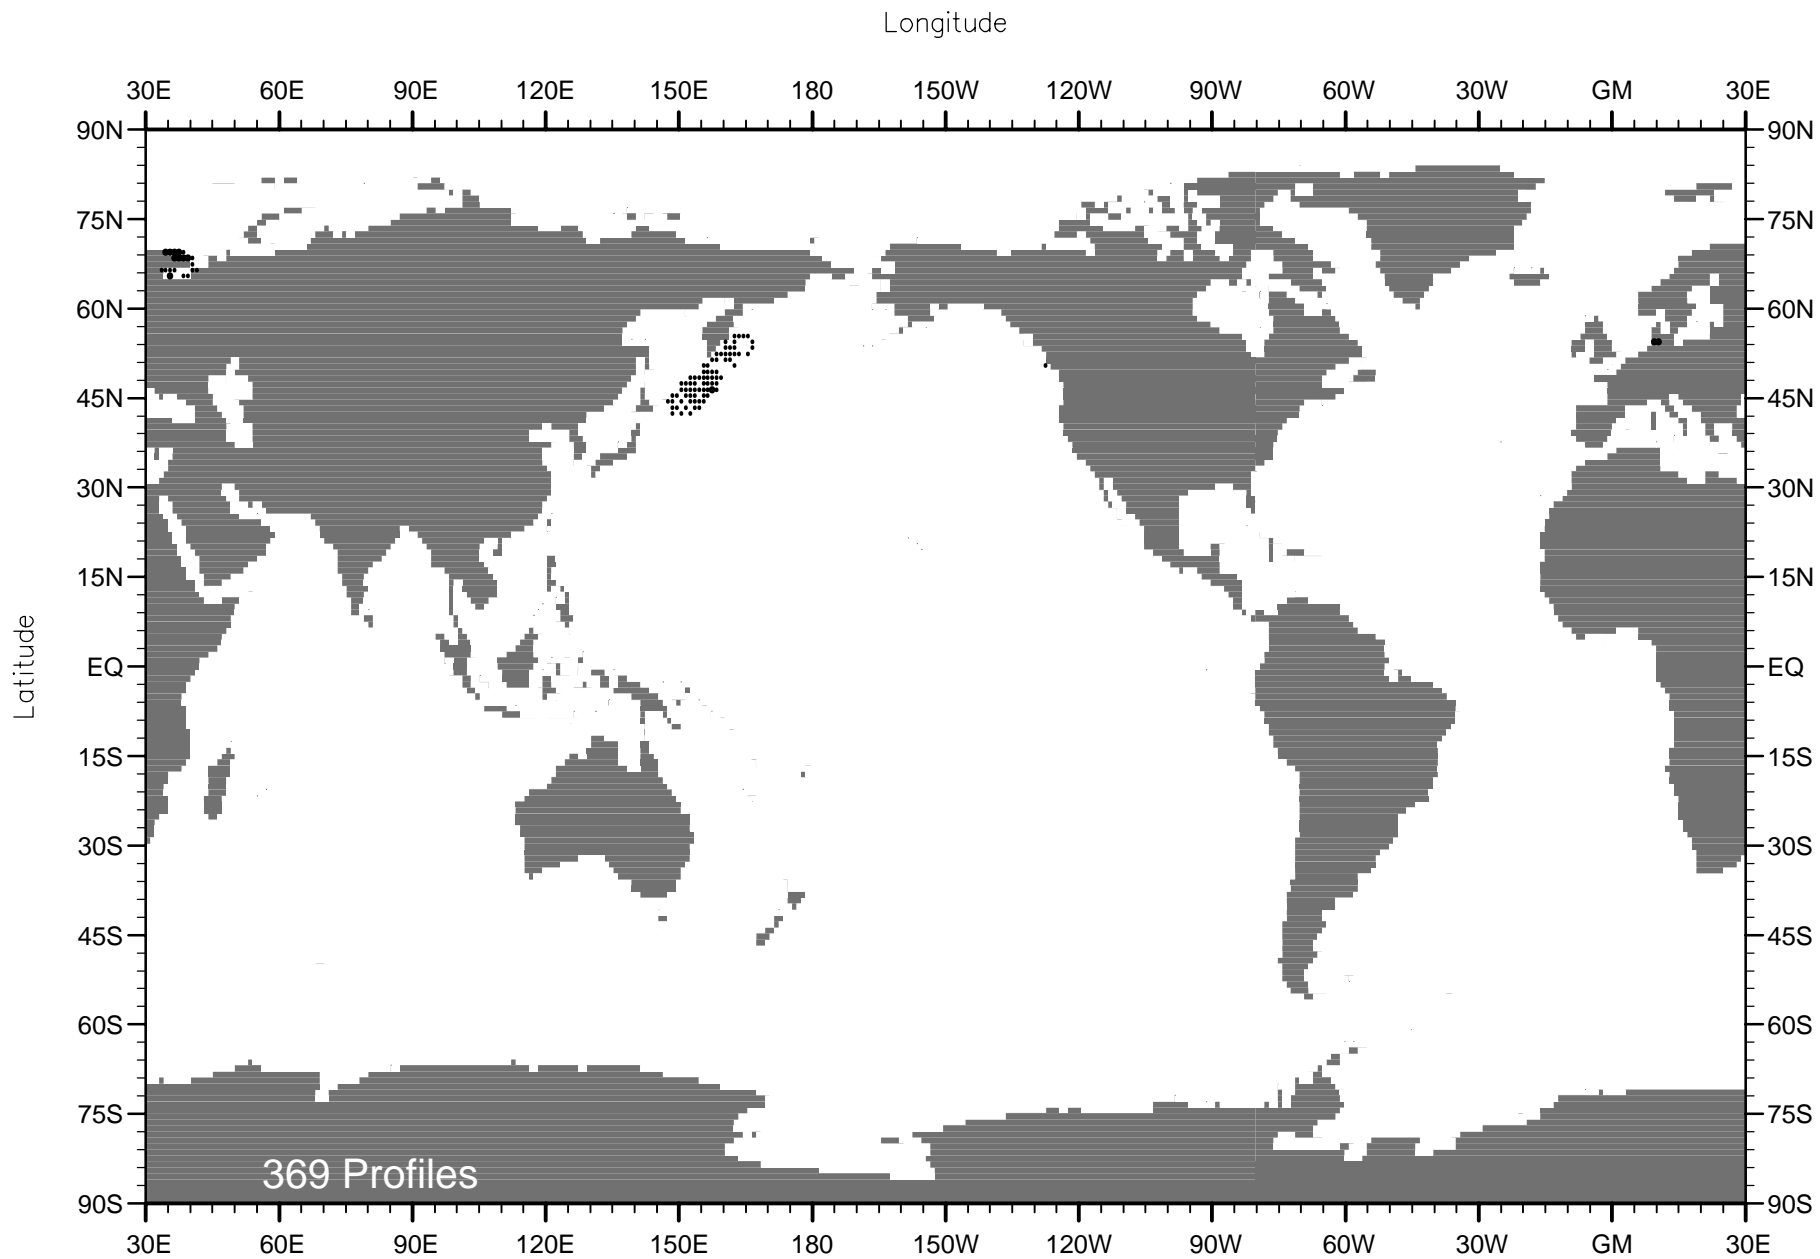 Longitude
30E 60E 90E 120E 150E 180 150W 120W 90W 60W 30W GM 30E
90N 90N
75N 75N
60N 60N
45N 45N
30N 30N
15N 15N
EQ EQ
Latitude
15S 15S
30S 30S
45S 45S
60S 60S
75S 75S
369 Profiles
90S 90S
30E 60E 90E 120E 150E 180 150W 120W 90W 60W 30W GM 30E